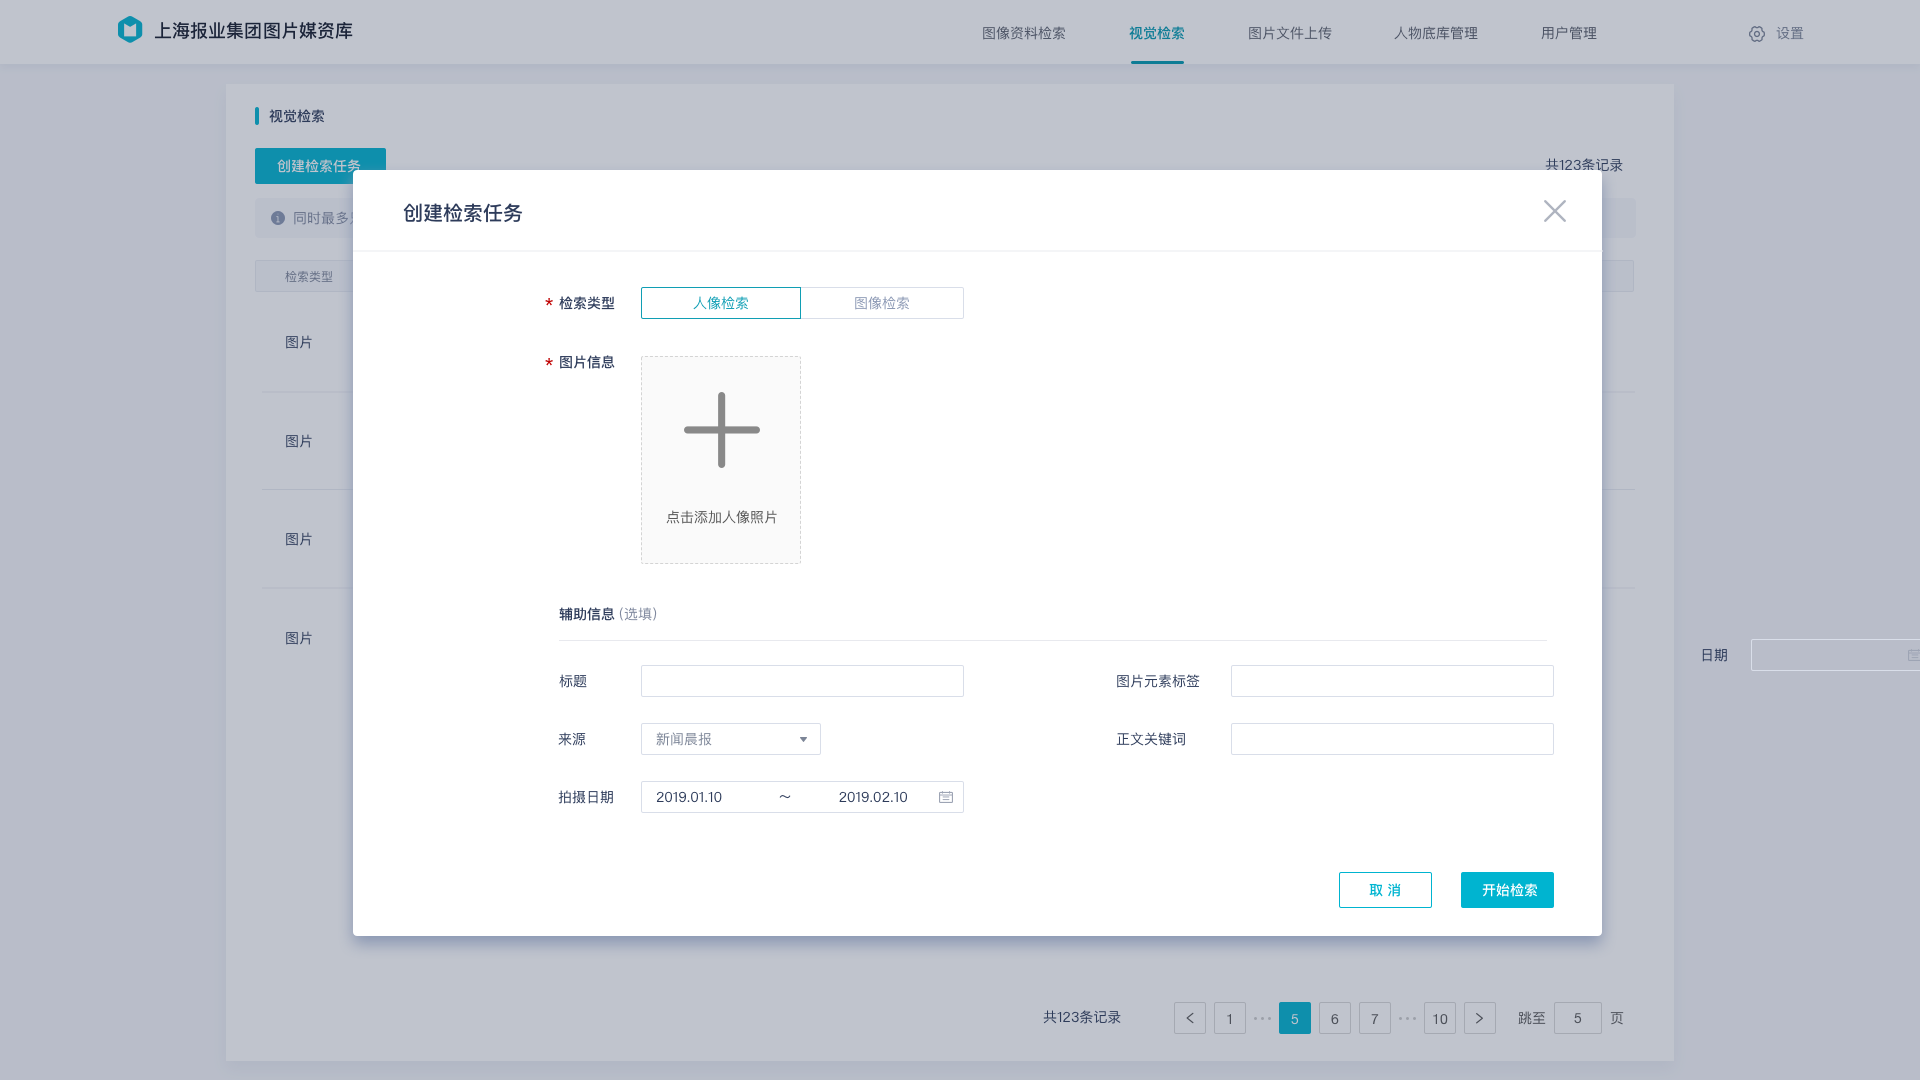 上海报业集团图片媒资库
图像资料检索 视觉检索 图片文件上传 人物底库管理 用户管理 设置
视觉检索
创建检索任务
共123条记录
同时最多
创建检索任务
检索类型
* 检索类型 人像检索 图像检索
图片
* 图片信息
图片
点击添加人像照片
图片
辅助信息 (选填)
图片
日期
标题
图片元素标签
来源 新闻晨报
正文关键词
拍摄日期 2019.01.10 ~ 2019.02.10
取 消 开始检索
共123条记录 < 1 ··· 5 6 7 ··· 10 > 跳至 5 页